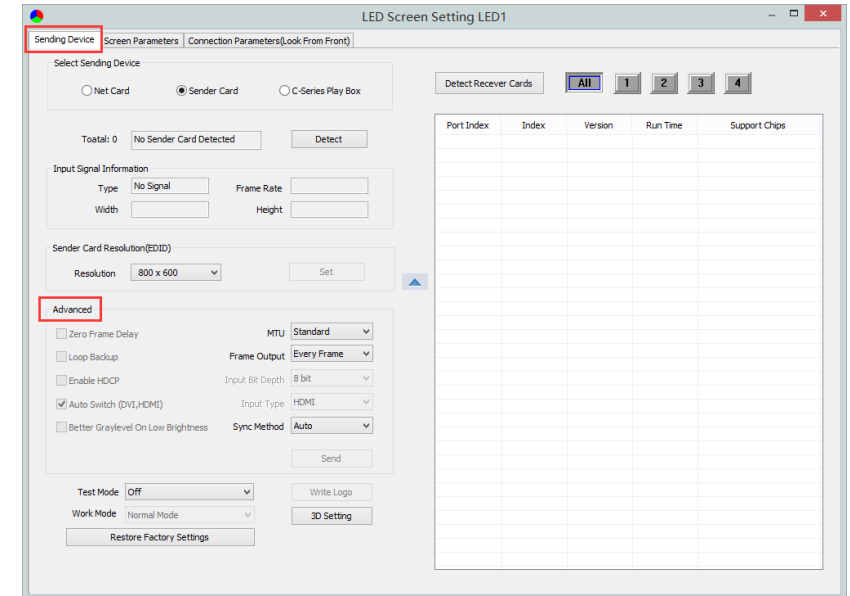 LED Screen Setting LED1
Sending Device Screen Parameters Connection Parameters(Look From Front)
Select Sending Device
Net Card Sender Card C-Series Play Box
Toatal: 0 No Sender Card Detected Detect
Input Signal Information
Type No Signal Frame Rate
Width Height
Sender Card Resolution(EDID)
Resolution 800 x 600 Set
Advanced
Zero Frame Delay MTU Standard
Loop Backup Frame Output Every Frame
Enable HDCP Input Bit Depth 8 bit
Auto Switch (DVI,HDMI) Input Type HDMI
Better Graylevel On Low Brightness Sync Method Auto
Send
Test Mode Off Write Logo
Work Mode Normal Mode 3D Setting
Restore Factory Settings
Detect Recever Cards All 1 2 3 4
Port Index Index Version Run Time Support Chips